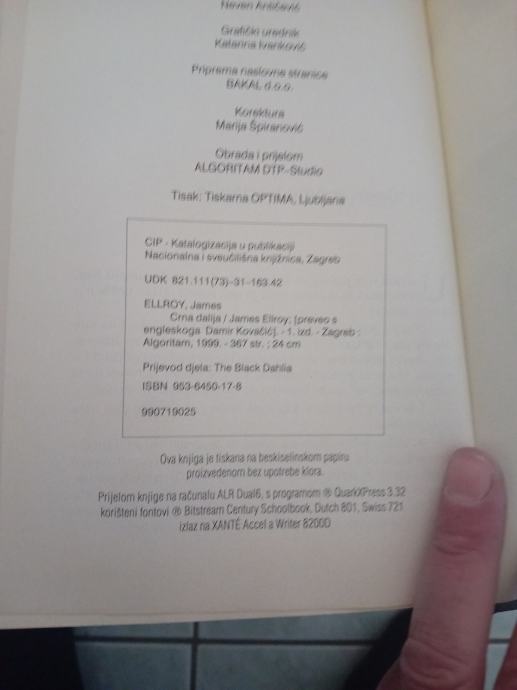 Neven Antičević
Grafički urednik
Katarina Ivanković
Priprema naslovne stranice
BAKAL d.o.o.
Korektura
Marija Špiranović
Obrada i prijelom
ALGORITAM DTP-Studio
Tisak: Tiskarna OPTIMA, Ljubljana
CIP - Katalogizacija u publikaciji
Nacionalna i sveučilišna knjižnica, Zagreb
UDK 821.111(73)-31=163.42
ELLROY, James
Crna dalija / James Ellroy; [preveo s
engleskoga Damir Kovačić]. - 1. izd. - Zagreb :
Algoritam, 1999. - 367 str. ; 24 cm
Prijevod djela: The Black Dahlia
ISBN 953-6450-17-8
990719025
Ova knjiga je tiskana na beskiselinskom papiru
proizvedenom bez upotrebe klora.
Prijelom knjige na računalu ALR Dual6, s programom ® QuarkXPress 3.32
korišteni fontovi ® Bitstream Century Schoolbook, Dutch 801, Swiss 721
izlaz na XANTÉ Accel a Writer 8200D